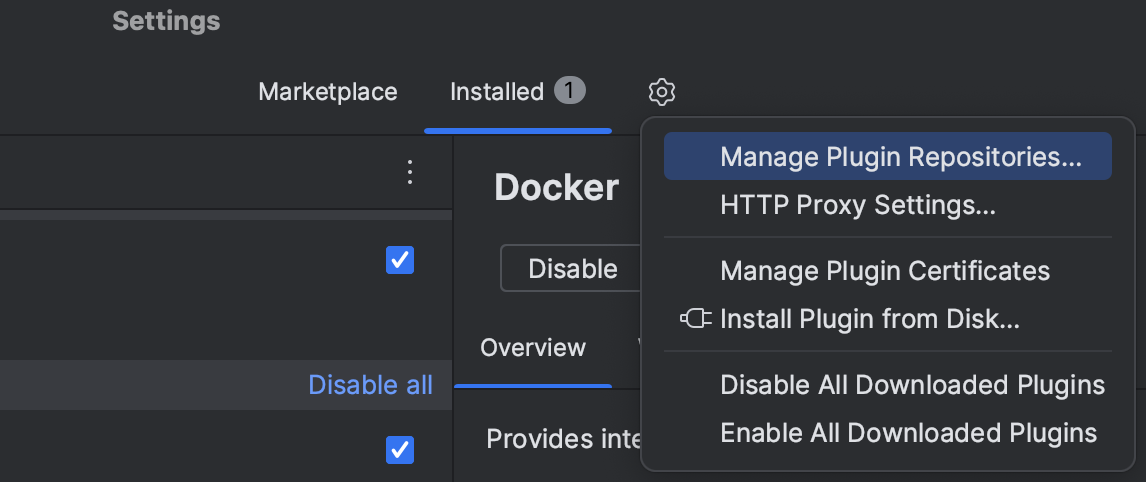 Settings
Marketplace
Installed 1
Manage Plugin Repositories...
Docker
HTTP Proxy Settings...
Disable
Manage Plugin Certificates
Install Plugin from Disk...
Overview
Disable all
Disable All Downloaded Plugins
Provides inte
Enable All Downloaded Plugins